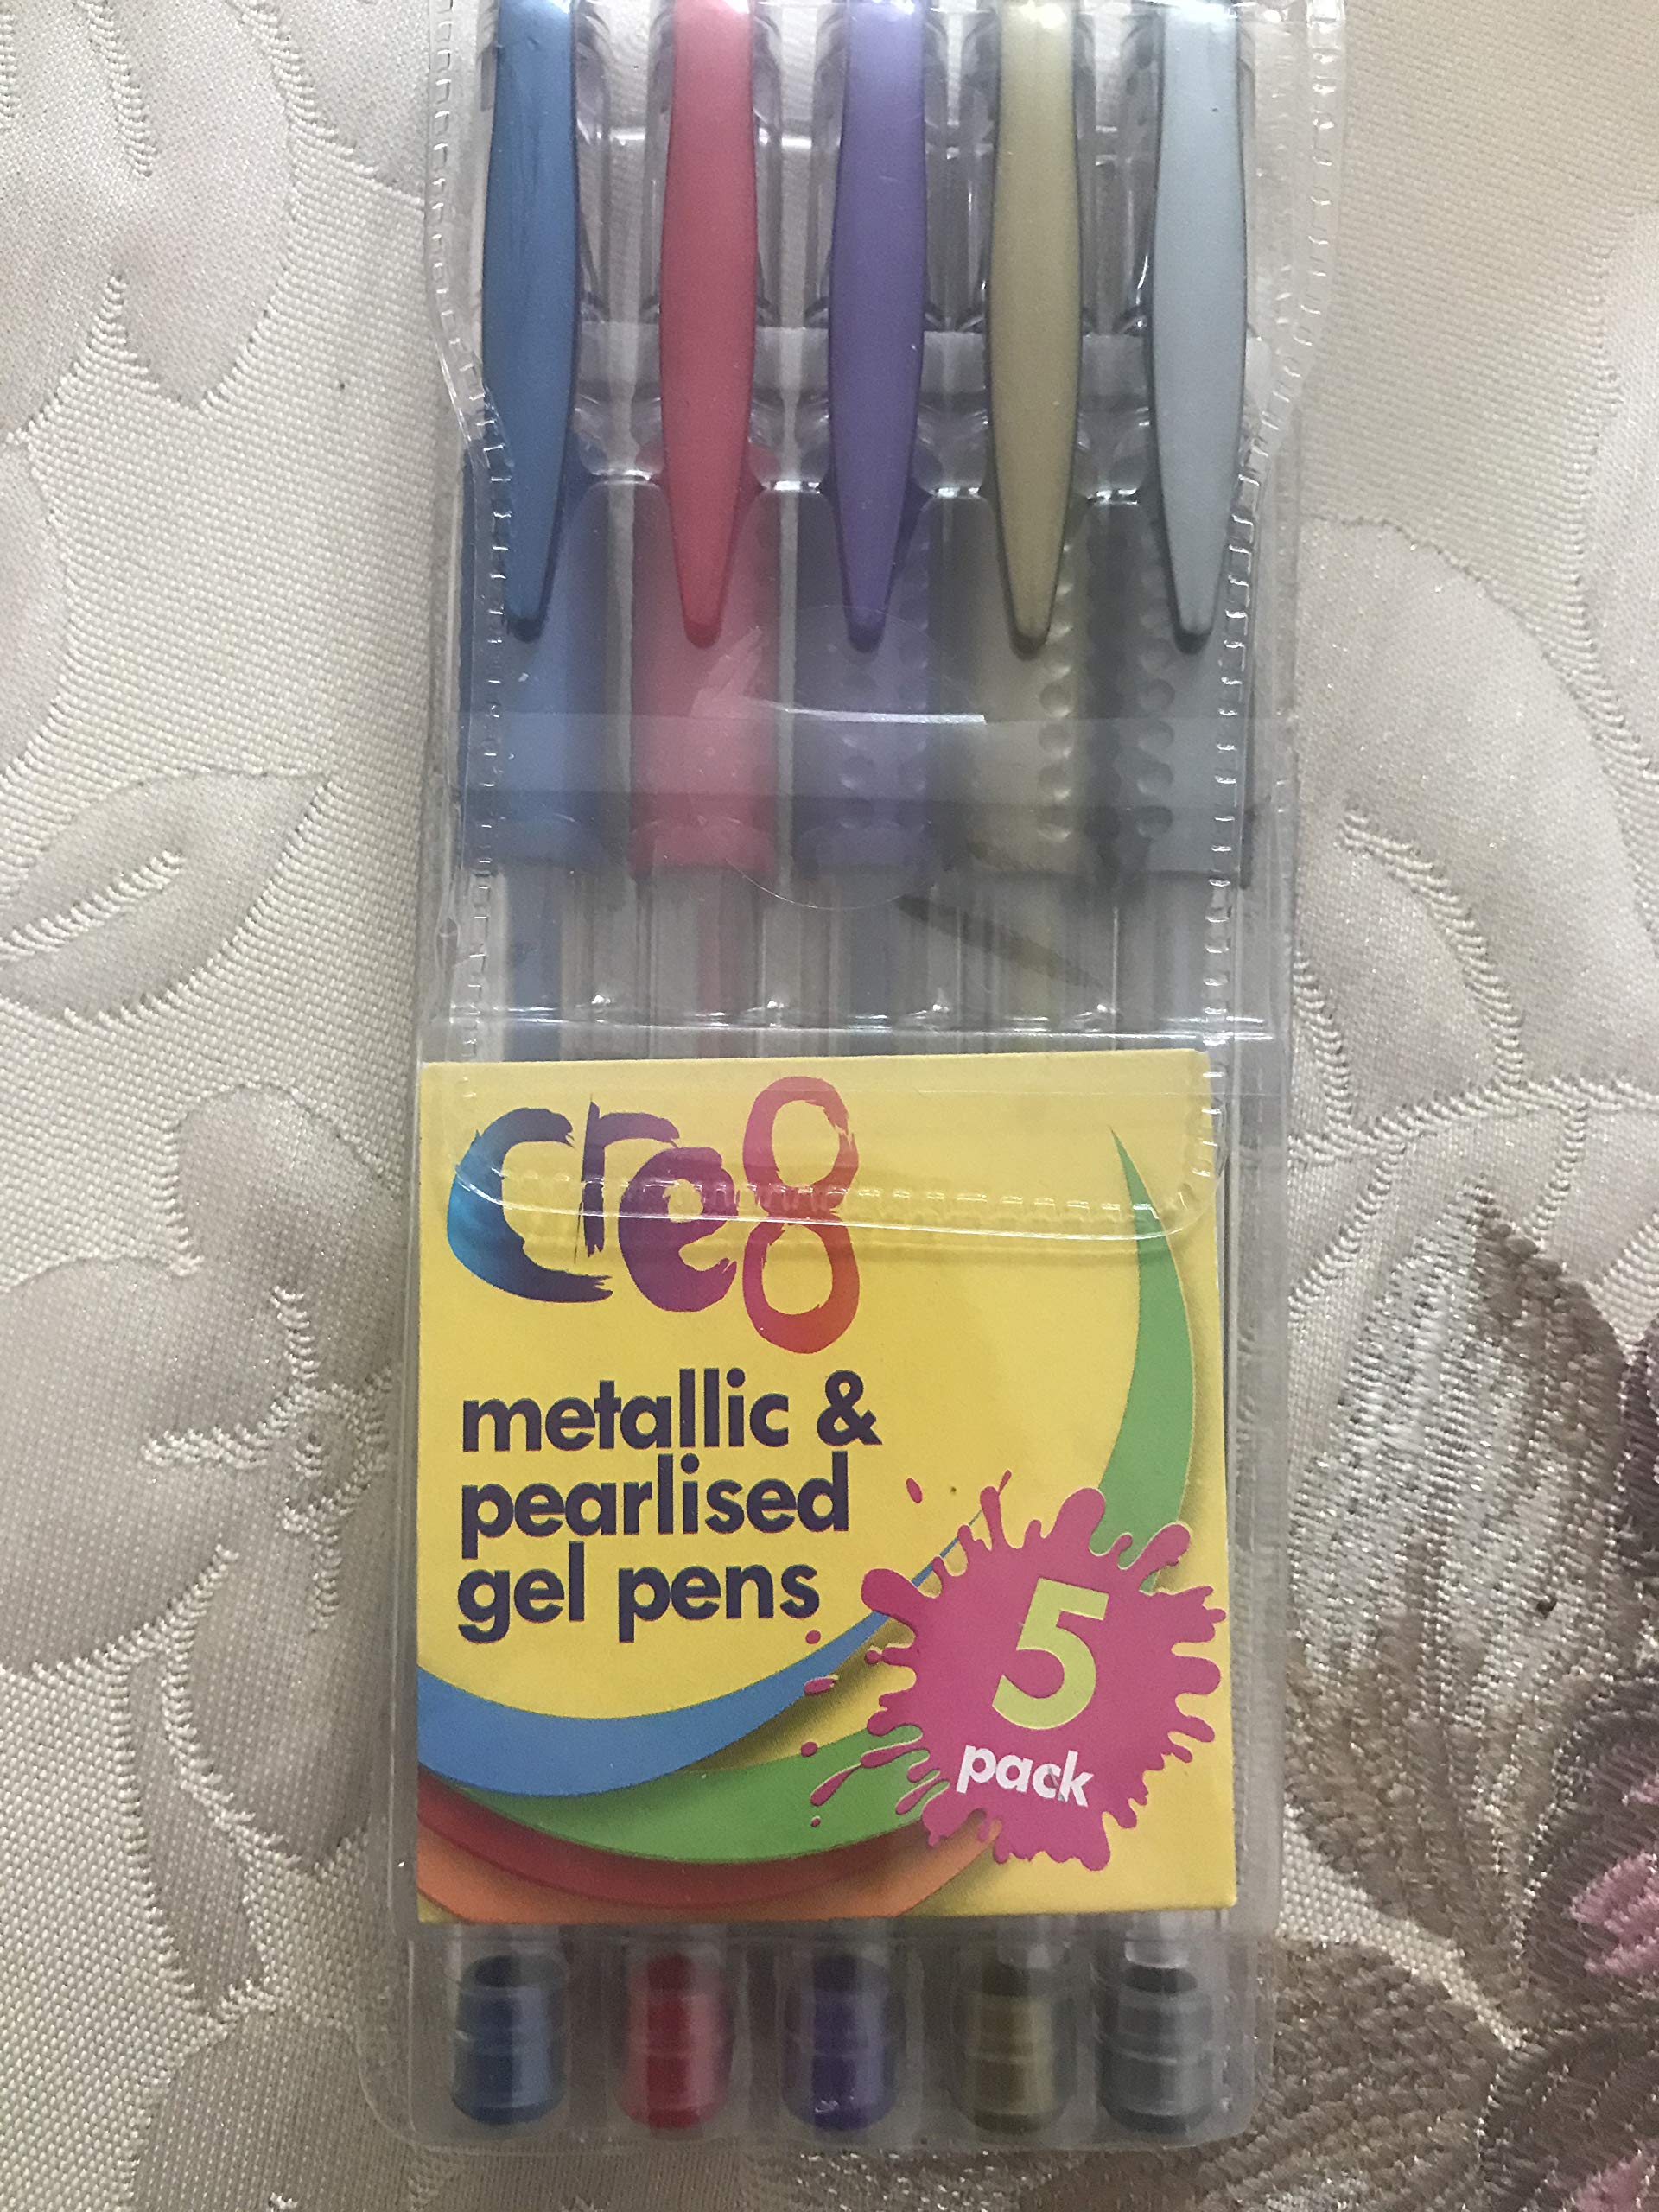 cre8
metallic &
pearlised
gel pens
5
pack